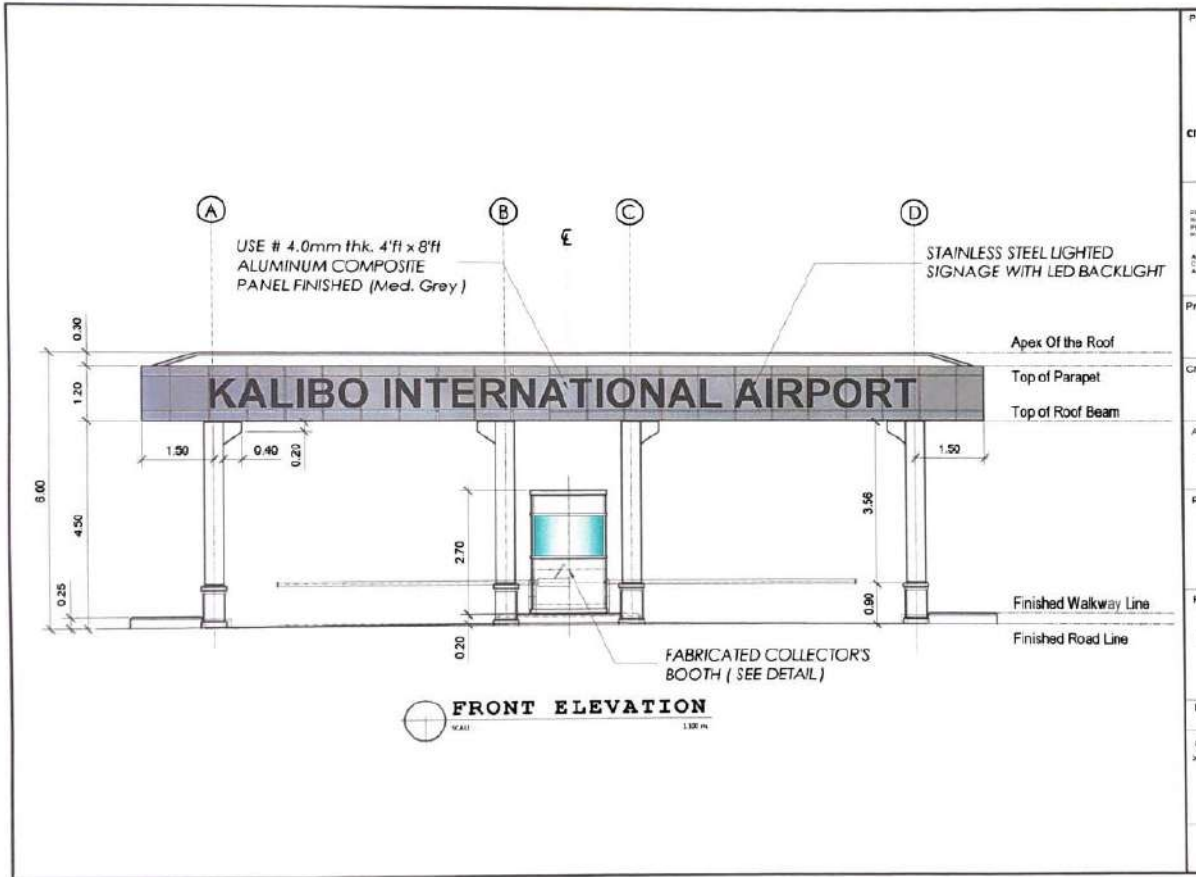 A
B
C
D
℄
USE # 4.0mm thk. 4'ft x 8'ft
ALUMINUM COMPOSITE
PANEL FINISHED (Med. Grey )
STAINLESS STEEL LIGHTED
SIGNAGE WITH LED BACKLIGHT
0.30
Apex Of the Roof
1.20
KALIBO INTERNATIONAL AIRPORT
Top of Parapet
Top of Roof Beam
1.50
0.40
0.20
1.50
6.00
4.50
3.56
2.70
0.25
0.90
Finished Walkway Line
0.20
Finished Road Line
FABRICATED COLLECTOR'S
BOOTH ( SEE DETAIL )
FRONT ELEVATION
SCALE